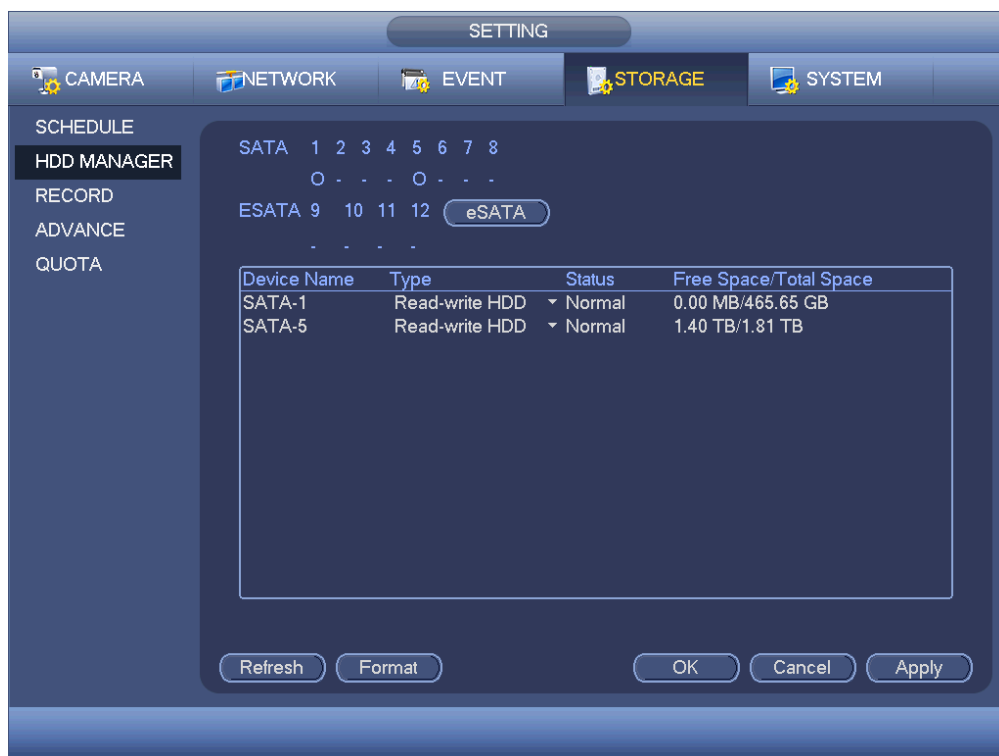 SETTING
CAMERA NETWORK EVENT STORAGE SYSTEM
SCHEDULE
HDD MANAGER
RECORD
ADVANCE
QUOTA
SATA 1 2 3 4 5 6 7 8
O - - - O - - -
ESATA 9 10 11 12 eSATA
- - - -
Device Name Type Status Free Space/Total Space
SATA-1 Read-write HDD Normal 0.00 MB/465.65 GB
SATA-5 Read-write HDD Normal 1.40 TB/1.81 TB
Refresh Format OK Cancel Apply